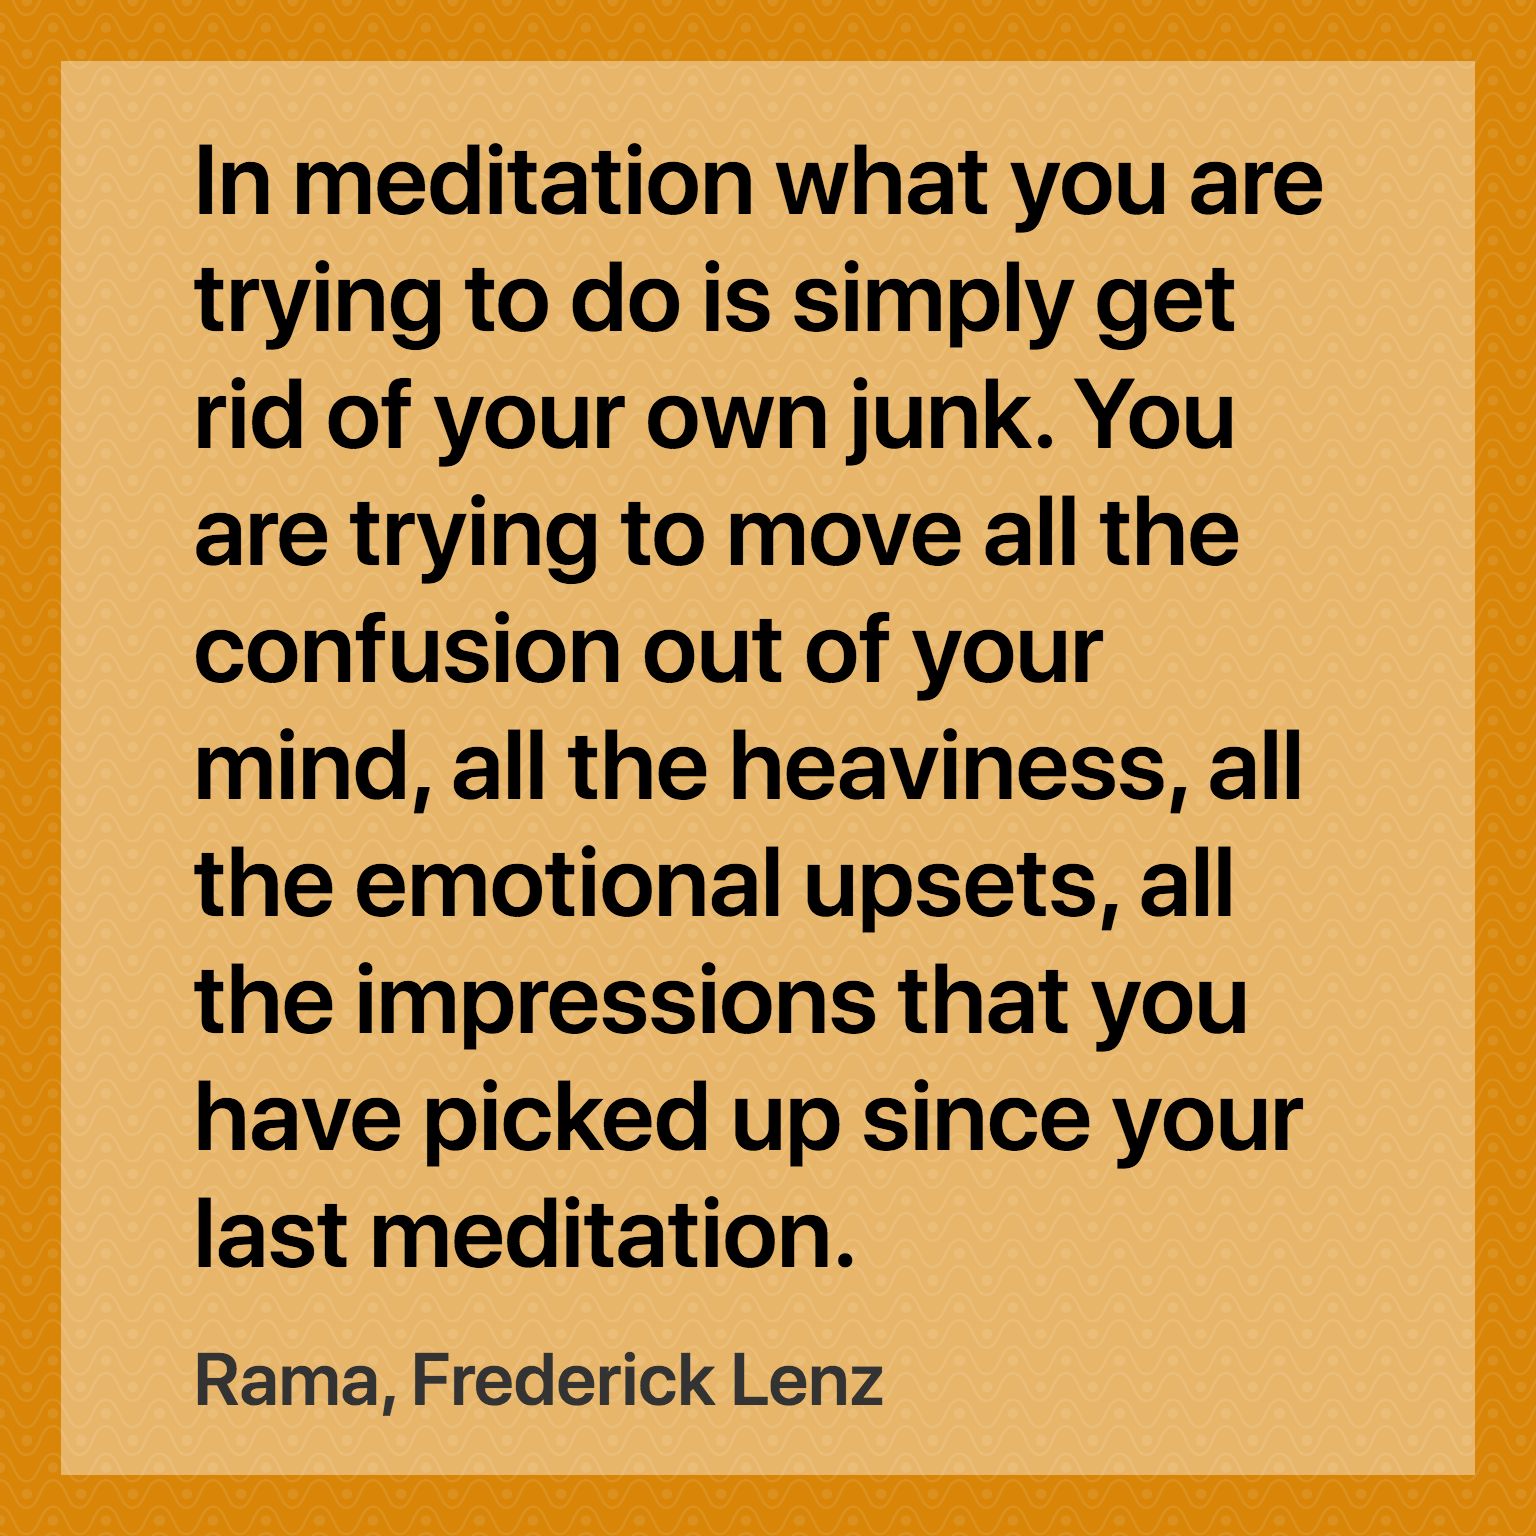 In meditation what you are
trying to do is simply get
rid of your own junk. You
are trying to move all the
confusion out of your
mind, all the heaviness, all
the emotional upsets, all
the impressions that you
have picked up since your
last meditation.
Rama, Frederick Lenz